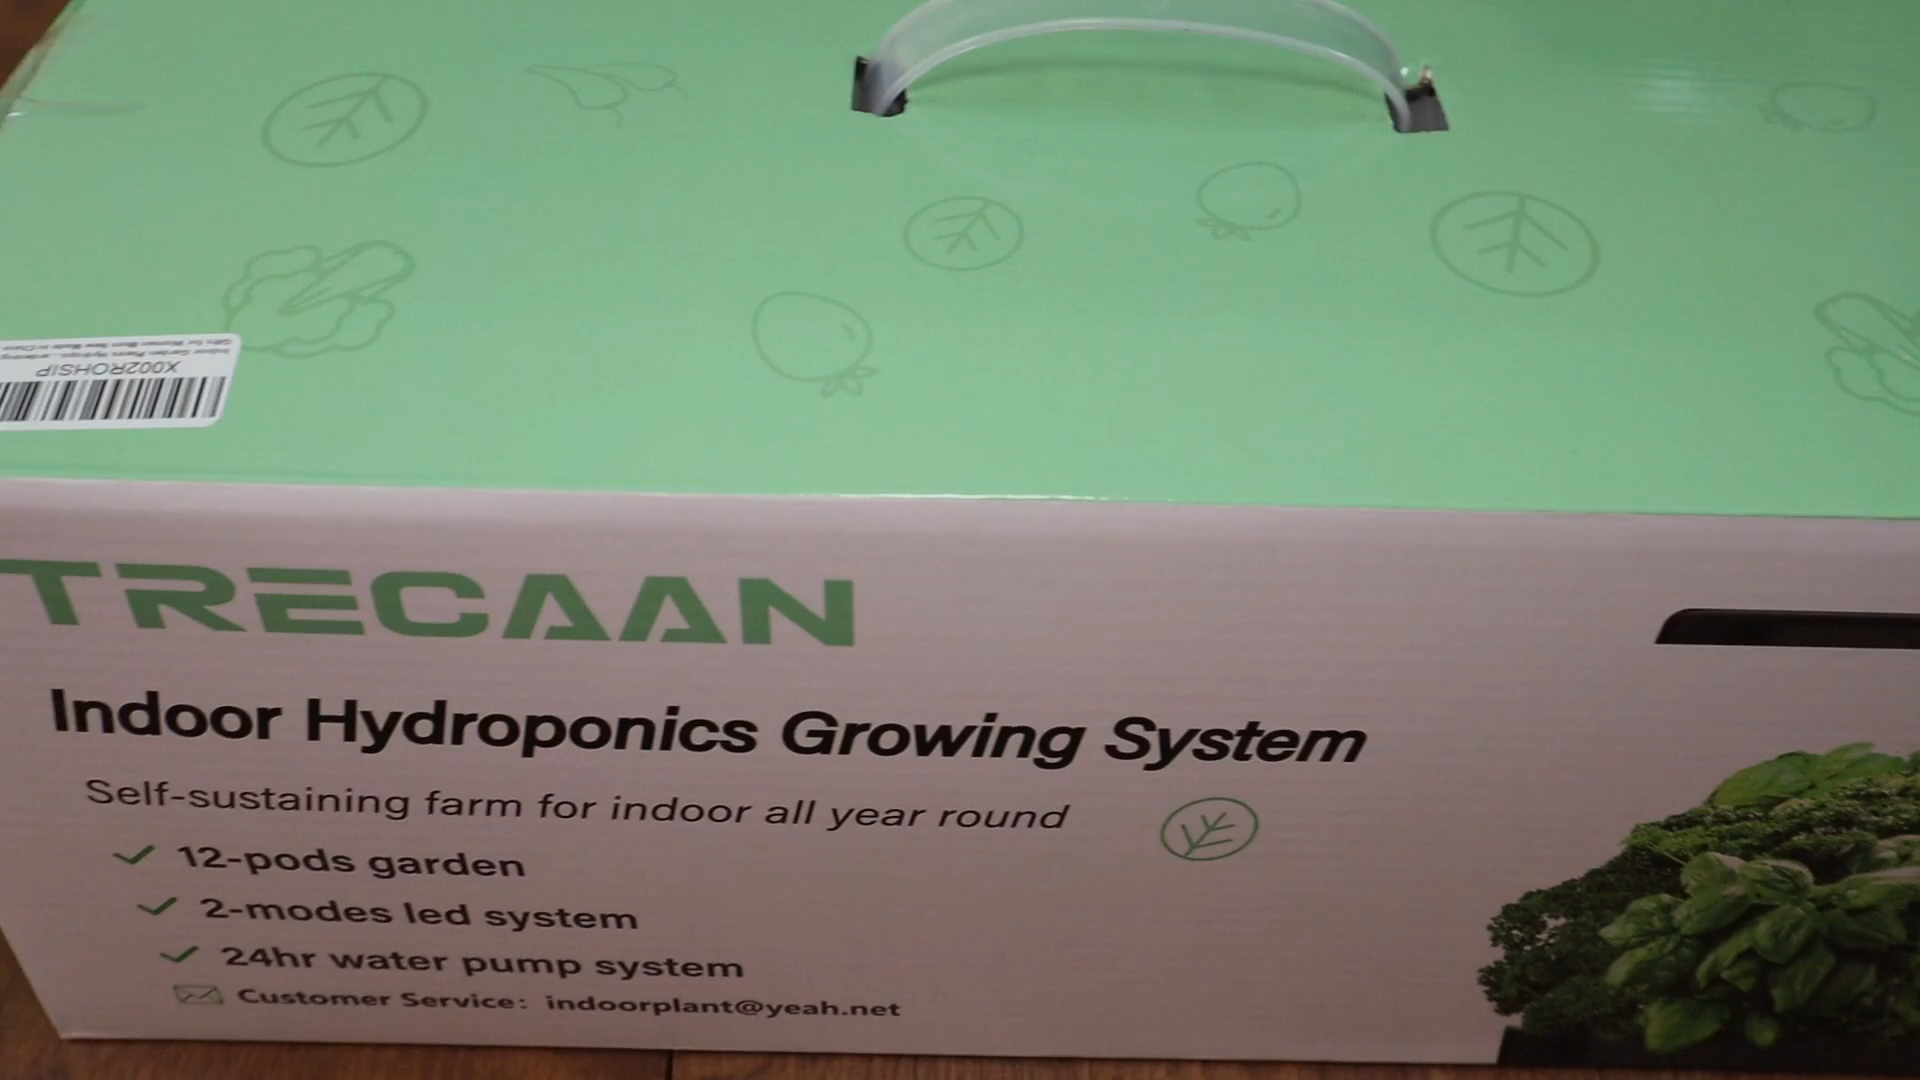 X002ROHSIP
TRECAAN
Indoor Hydroponics Growing System
Self-sustaining farm for indoor all year round
12-pods garden
2-modes led system
24hr water pump system
Customer Service: indoorplant@yeah.net